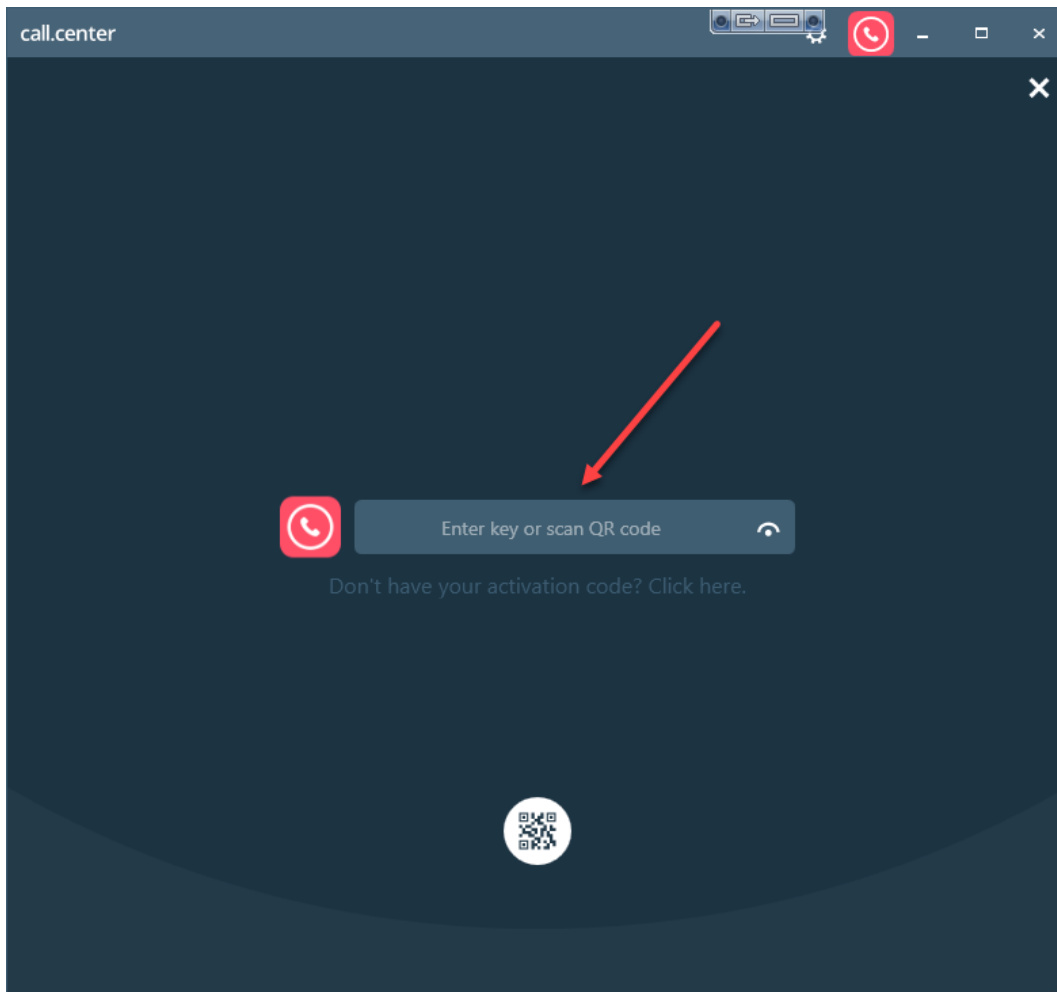 call.center
Enter key or scan QR code
Don't have your activation code? Click here.